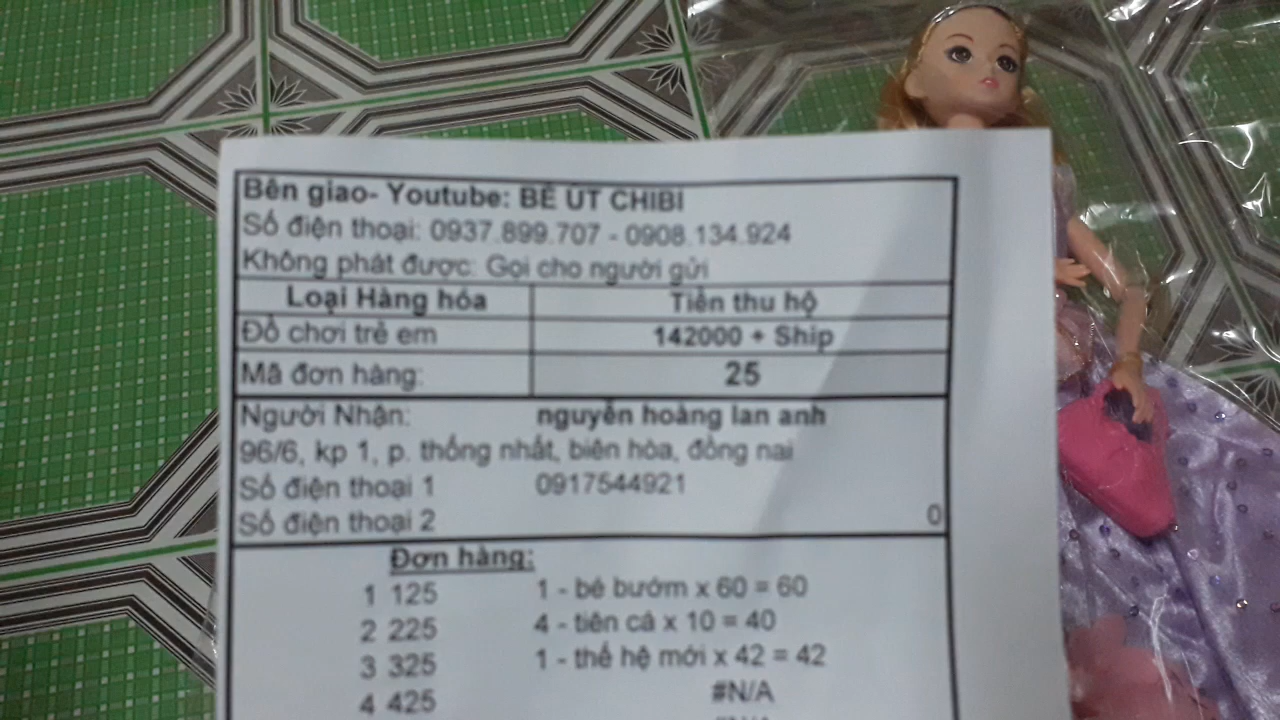 Bên giao- Youtube: BÉ ÚT CHIBI
Số điện thoại: 0937.899.707 - 0908.134.924
Không phát được: Gọi cho người gửi
Loại Hàng hóa Tiền thu hộ
Đồ chơi trẻ em 142000 + Ship
Mã đơn hàng: 25
Người Nhận: nguyễn hoàng lan anh
96/6, kp 1, p. thống nhất, biên hòa, đồng nai
Số điện thoại 1 0917544921
Số điện thoại 2 0
Đơn hàng:
1 125 1 - bé bướm x 60 = 60
2 225 4 - tiên cá x 10 = 40
3 325 1 - thế hệ mới x 42 = 42
4 425 #N/A